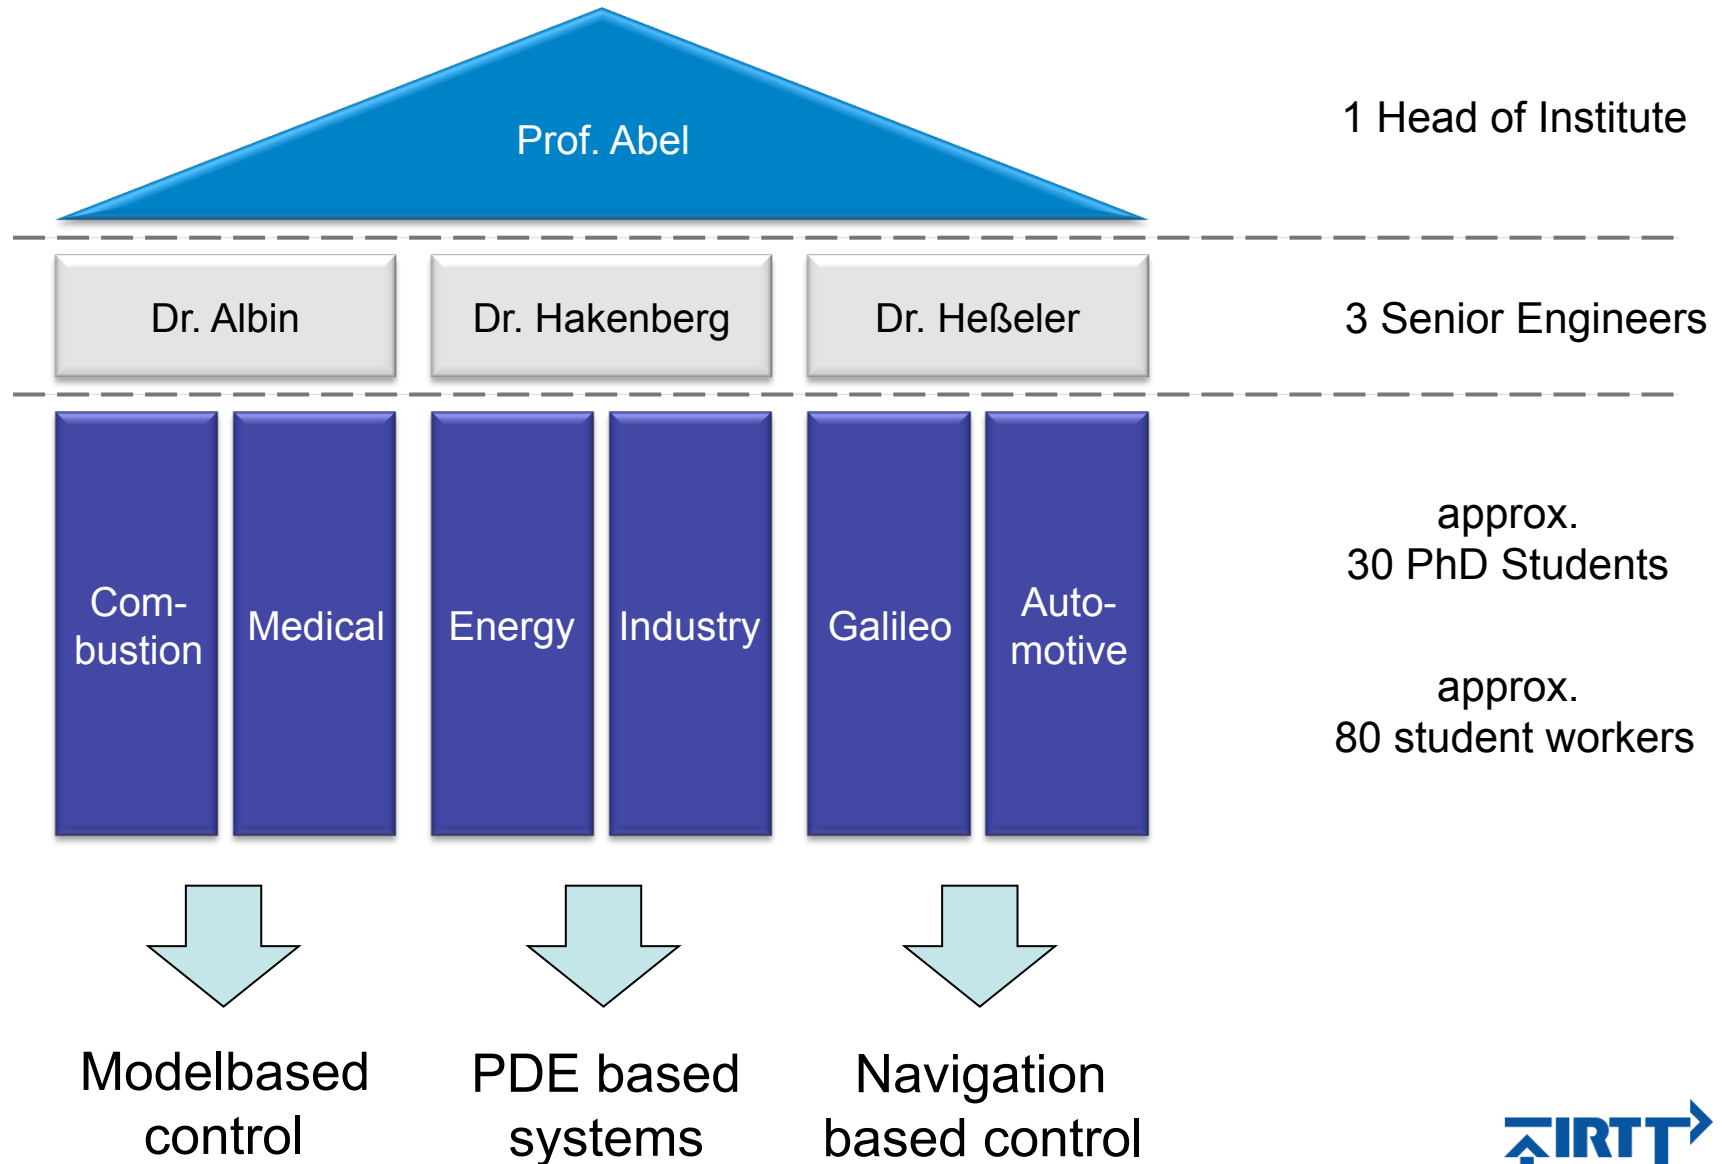 Prof. Abel
1 Head of Institute
Dr. Albin
Dr. Hakenberg
Dr. Heßeler
3 Senior Engineers
Com-
bustion
Medical
Energy
Industry
Galileo
Auto-
motive
approx.
30 PhD Students
approx.
80 student workers
Modelbased
control
PDE based
systems
Navigation
based control
IRTT